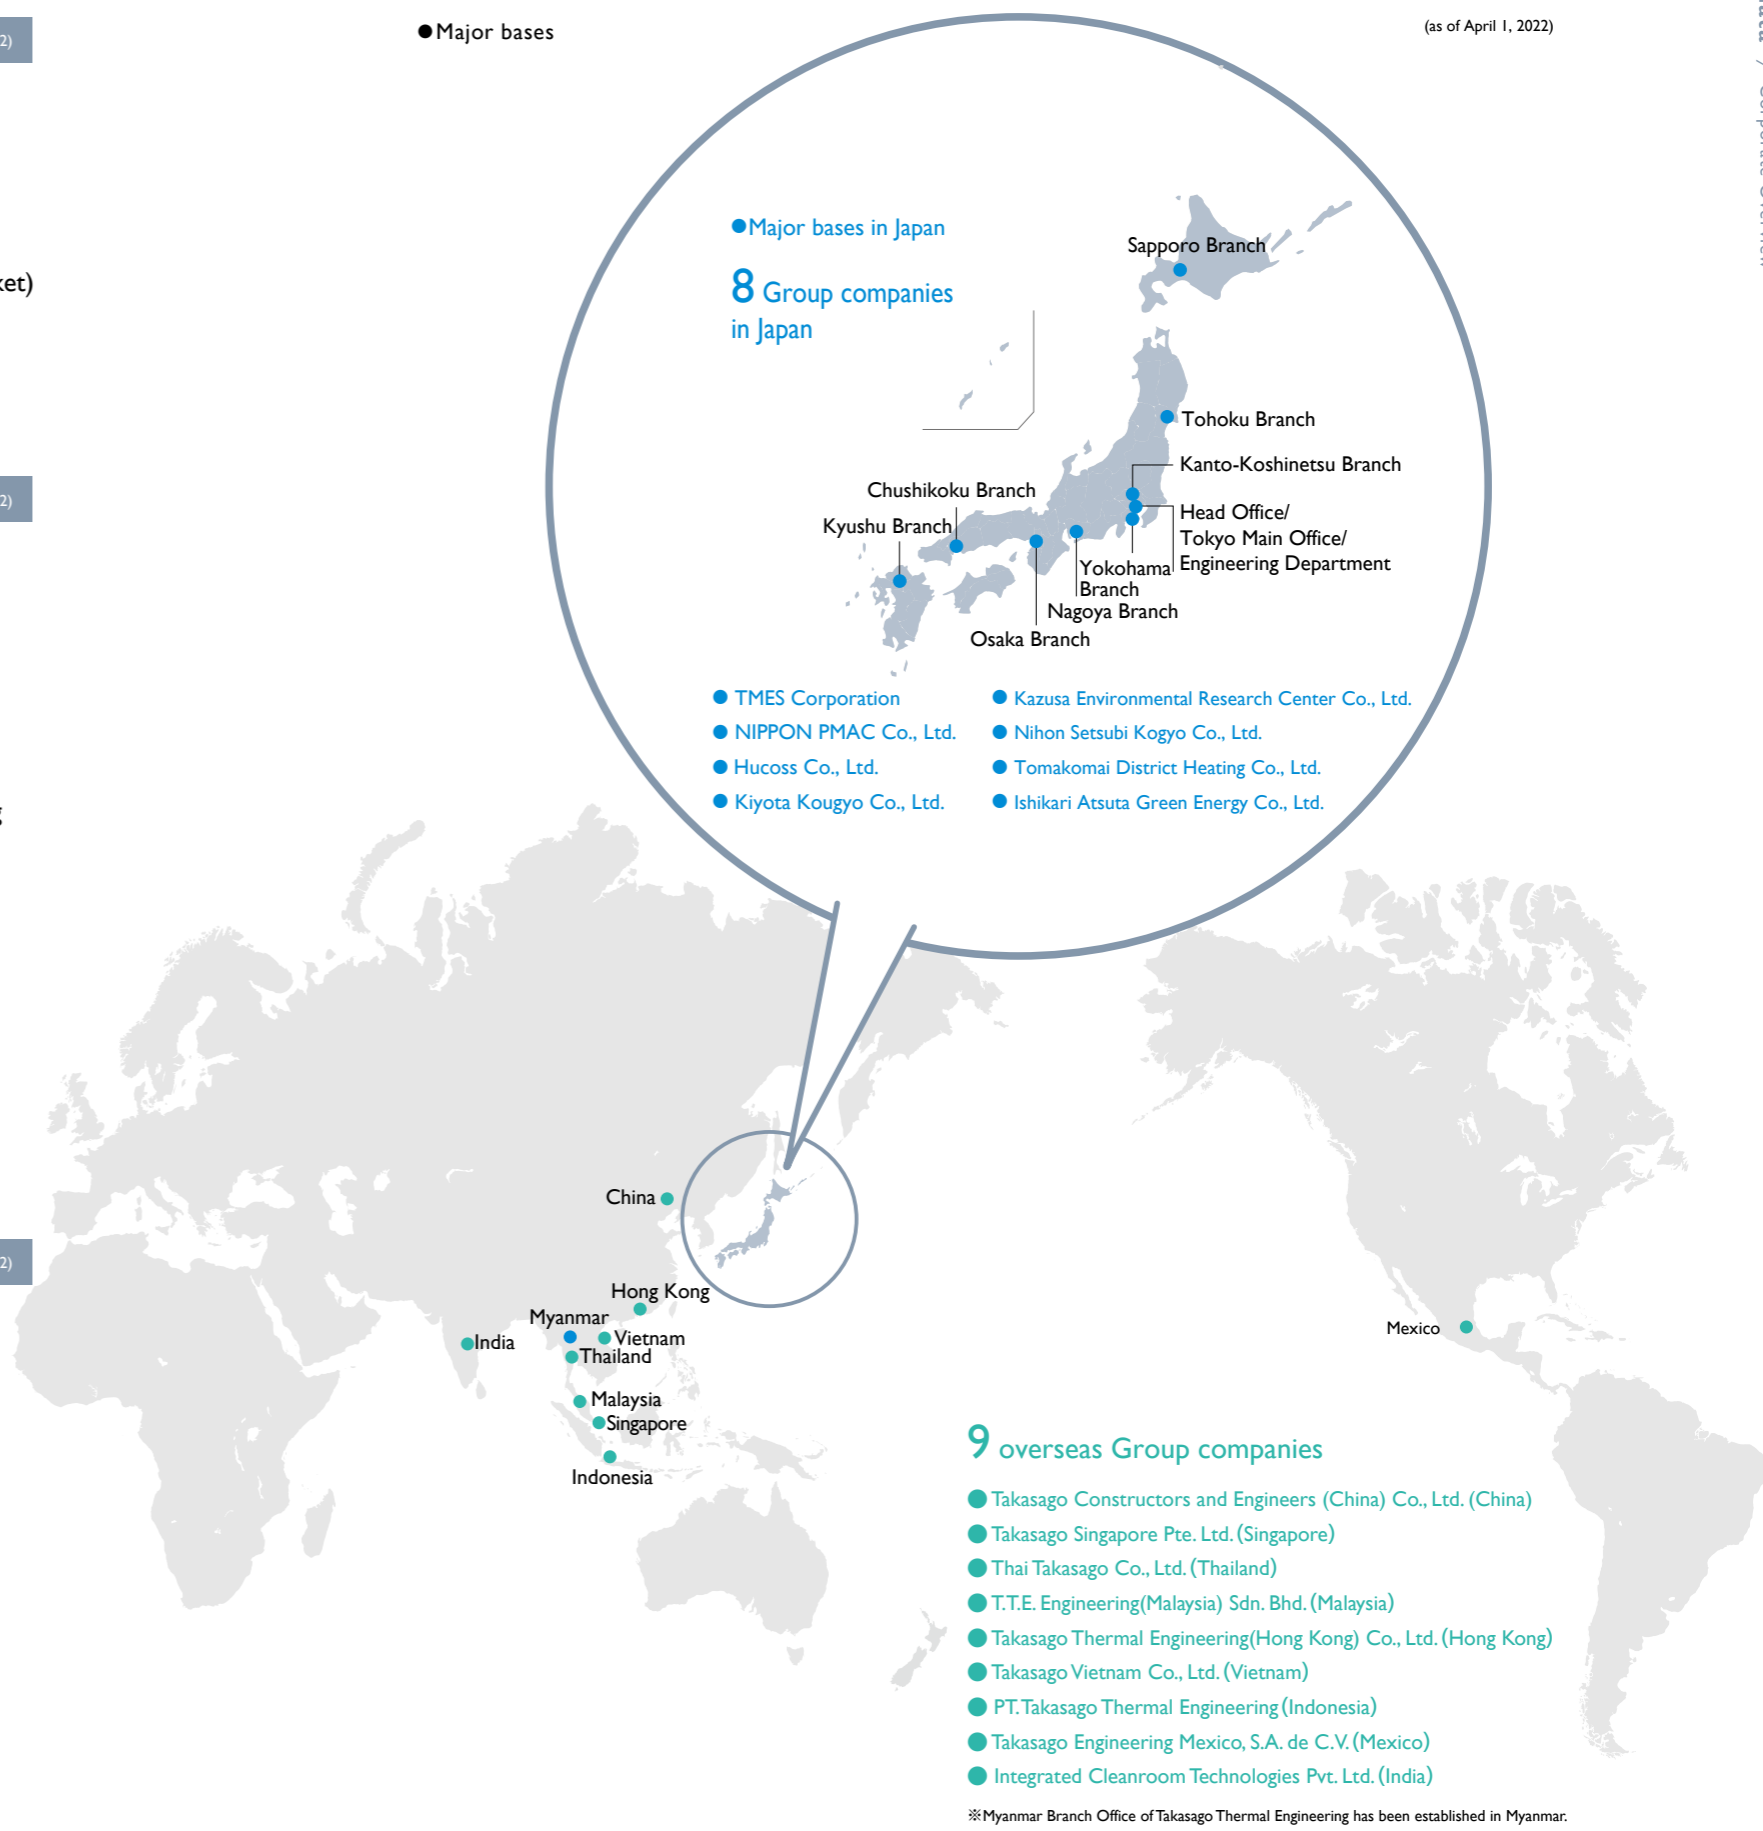 2)
●Major bases
(as of April 1, 2022)
●Major bases in Japan
8 Group companies
in Japan
ket)
Sapporo Branch
Tohoku Branch
Kanto-Koshinetsu Branch
Head Office/
Tokyo Main Office/
Engineering Department
Chushikoku Branch
Kyushu Branch
Yokohama
Branch
Nagoya Branch
Osaka Branch
2)
● TMES Corporation
● NIPPON PMAC Co., Ltd.
● Hucoss Co., Ltd.
● Kiyota Kougyo Co., Ltd.
● Kazusa Environmental Research Center Co., Ltd.
● Nihon Setsubi Kogyo Co., Ltd.
● Tomakomai District Heating Co., Ltd.
● Ishikari Atsuta Green Energy Co., Ltd.
g
China
2)
Hong Kong
Myanmar
India
Vietnam
Thailand
Malaysia
Singapore
Indonesia
Mexico
9 overseas Group companies
● Takasago Constructors and Engineers (China) Co., Ltd. (China)
● Takasago Singapore Pte. Ltd. (Singapore)
● Thai Takasago Co., Ltd. (Thailand)
● T.T.E. Engineering(Malaysia) Sdn. Bhd. (Malaysia)
● Takasago Thermal Engineering(Hong Kong) Co., Ltd. (Hong Kong)
● Takasago Vietnam Co., Ltd. (Vietnam)
● PT. Takasago Thermal Engineering (Indonesia)
● Takasago Engineering Mexico, S.A. de C.V. (Mexico)
● Integrated Cleanroom Technologies Pvt. Ltd. (India)
※Myanmar Branch Office of Takasago Thermal Engineering has been established in Myanmar.